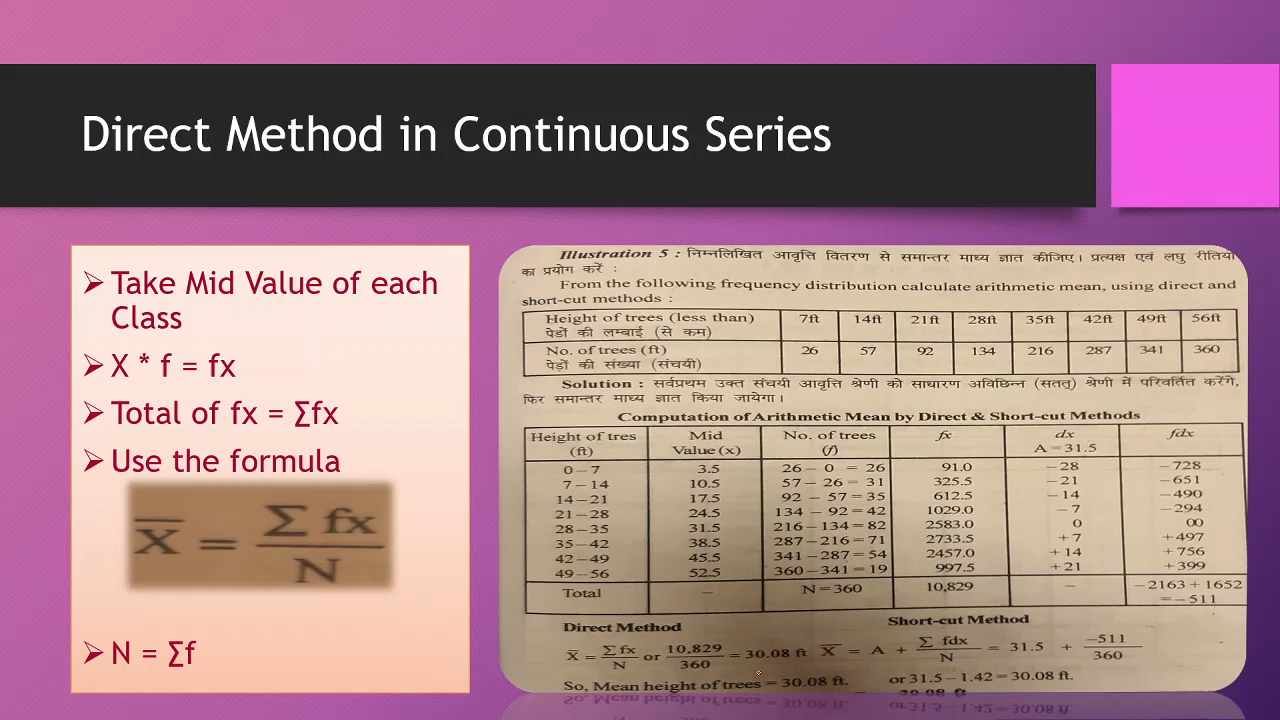 Direct Method in Continuous Series
➢ Take Mid Value of each
Class
➢ X * f = fx
➢ Total of fx = ∑fx
➢ Use the formula
X̄ = ∑ fx / N
➢ N = ∑f
Illustration 5 : निम्नलिखित आवृत्ति वितरण से समान्तर माध्य ज्ञात कीजिए। प्रत्यक्ष एवं लघु रीतियों
का प्रयोग करें :
From the following frequency distribution calculate arithmetic mean, using direct and
short-cut methods :
Height of trees (less than) 7ft 14ft 21ft 28ft 35ft 42ft 49ft 56ft
पेड़ों की लम्बाई (से कम)
No. of trees (ft) 26 57 92 134 216 287 341 360
पेड़ों की संख्या (संचयी)
Solution : सर्वप्रथम उक्त संचयी आवृत्ति श्रेणी को साधारण अविछिन्न (सतत्) श्रेणी में परिवर्तित करेंगे,
फिर समान्तर माध्य ज्ञात किया जायेगा।
Computation of Arithmetic Mean by Direct & Short-cut Methods
Height of tres Mid No. of trees fx dx fdx
(ft) Value (x) (f) A = 31.5
0 – 7 3.5 26 – 0 = 26 91.0 – 28 – 728
7 – 14 10.5 57 – 26 = 31 325.5 – 21 – 651
14 – 21 17.5 92 – 57 = 35 612.5 – 14 – 490
21 – 28 24.5 134 – 92 = 42 1029.0 – 7 – 294
28 – 35 31.5 216 – 134 = 82 2583.0 0 00
35 – 42 38.5 287 – 216 = 71 2733.5 + 7 + 497
42 – 49 45.5 341 – 287 = 54 2457.0 + 14 + 756
49 – 56 52.5 360 – 341 = 19 997.5 + 21 + 399
Total – N = 360 10,829 – – 2163 + 1652
= – 511
Direct Method Short-cut Method
X̄ = ∑ fx / N or 10,829 / 360 = 30.08 ft X̄ = A + ∑ fdx / N = 31.5 + –511 / 360
So, Mean height of trees = 30.08 ft. or 31.5 – 1.42 = 30.08 ft.